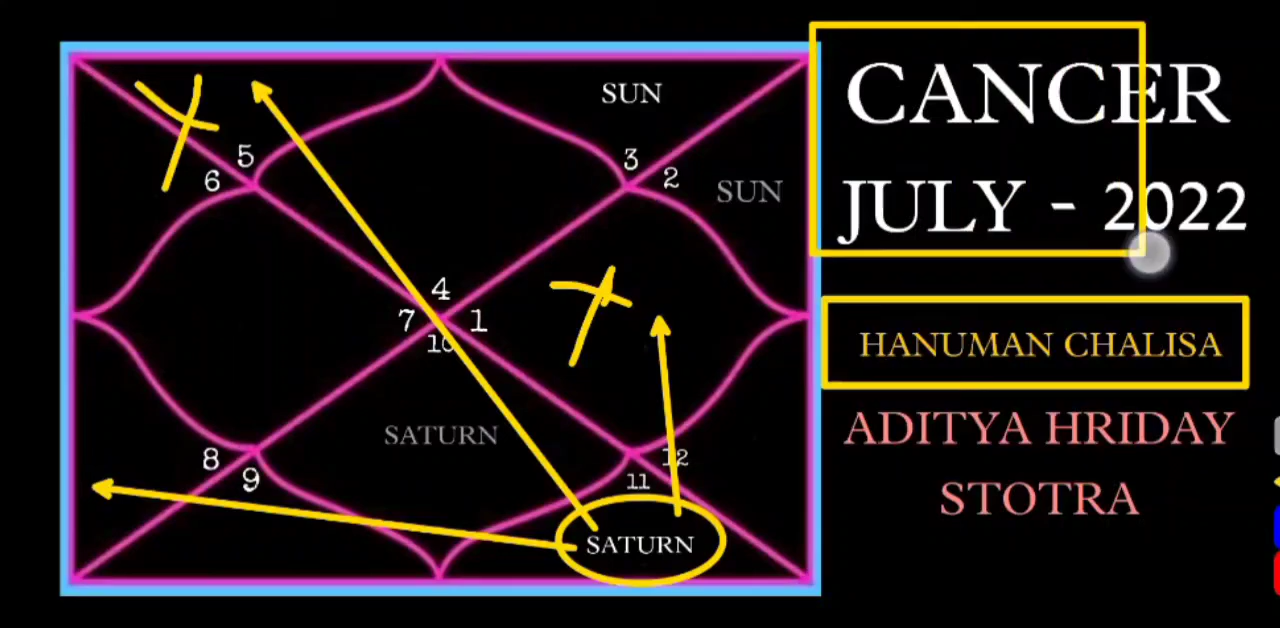 SUN
CANCER
5
3
6
2
SUN
JULY - 2022
4
7
1
10
HANUMAN CHALISA
SATURN
ADITYA HRIDAY
STOTRA
8
12
9
11
SATURN